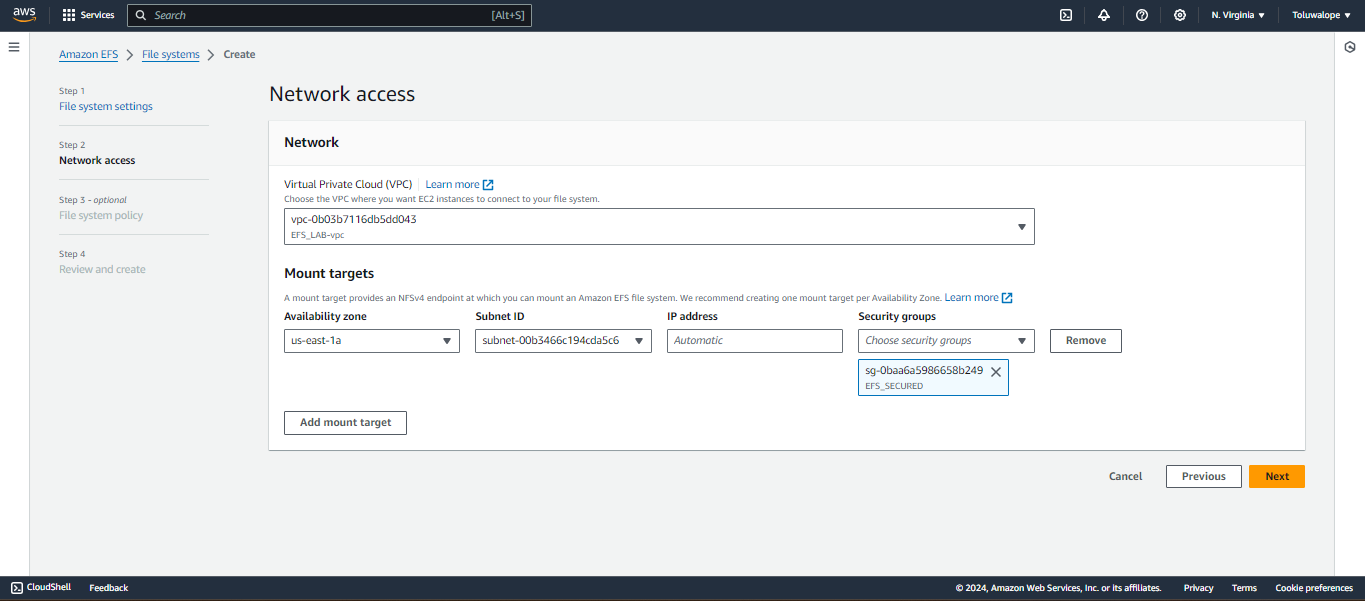 aws Services Search [Alt+S] N. Virginia Toluwalope
Amazon EFS File systems Create
Step 1
File system settings
Step 2
Network access
Step 3 - optional
File system policy
Step 4
Review and create
Network access
Network
Virtual Private Cloud (VPC) Learn more
Choose the VPC where you want EC2 instances to connect to your file system.
vpc-0b03b7116db5dd043
EFS_LAB-vpc
Mount targets
A mount target provides an NFSv4 endpoint at which you can mount an Amazon EFS file system. We recommend creating one mount target per Availability Zone. Learn more
Availability zone Subnet ID IP address Security groups
us-east-1a subnet-00b3466c194cda5c6 Automatic Choose security groups Remove
sg-0baa6a5986658b249
EFS_SECURED
Add mount target
Cancel Previous Next
CloudShell Feedback © 2024, Amazon Web Services, Inc. or its affiliates. Privacy Terms Cookie preferences